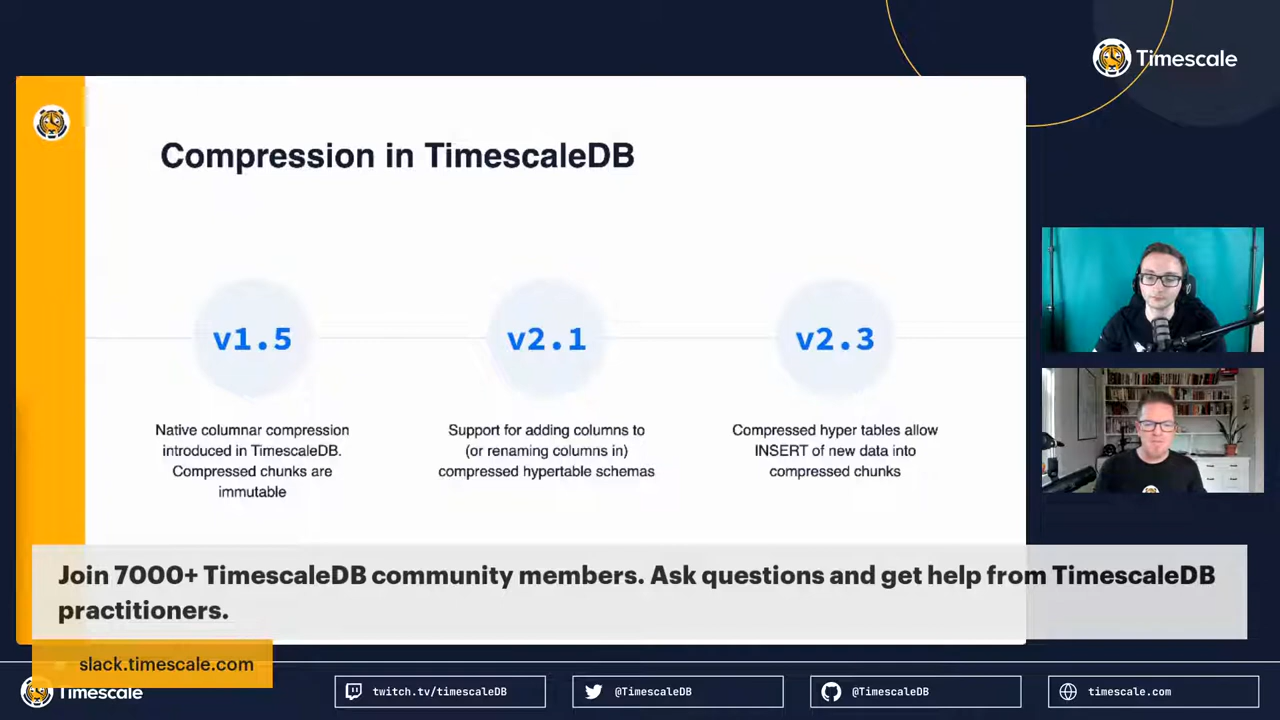 Timescale
Compression in TimescaleDB
v1.5
Native columnar compression
introduced in TimescaleDB.
Compressed chunks are
immutable
v2.1
Support for adding columns to
(or renaming columns in)
compressed hypertable schemas
v2.3
Compressed hyper tables allow
INSERT of new data into
compressed chunks
Join 7000+ TimescaleDB community members. Ask questions and get help from TimescaleDB
practitioners.
slack.timescale.com
Timescale
twitch.tv/timescaleDB
@TimescaleDB
@TimescaleDB
timescale.com